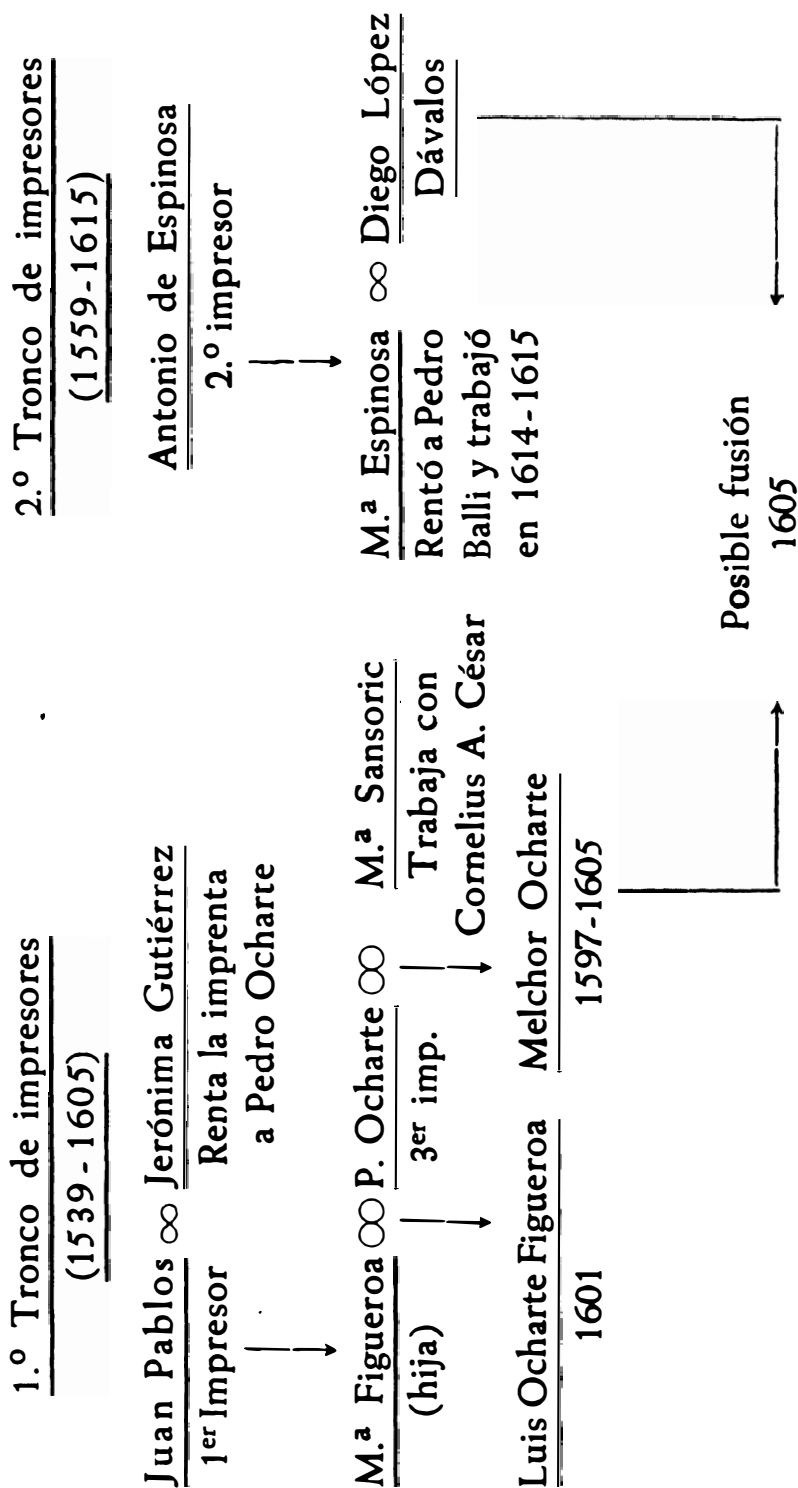 1.º Tronco de impresores
(1539 - 1605)
Juan Pablos ∞ Jerónima Gutiérrez
1er Impresor
Renta la imprenta
a Pedro Ocharte
M.ª Figueroa ∞ P. Ocharte ∞ M.ª Sansoric
(hija)
3er imp.
Trabaja con
Cornelius A. César
Luis Ocharte Figueroa
1601
Melchor Ocharte
1597-1605
2.º Tronco de impresores
(1559-1615)
Antonio de Espinosa
2.º impresor
M.ª Espinosa ∞ Diego López
Dávalos
Rentó a Pedro
Balli y trabajó
en 1614-1615
Posible fusión
1605